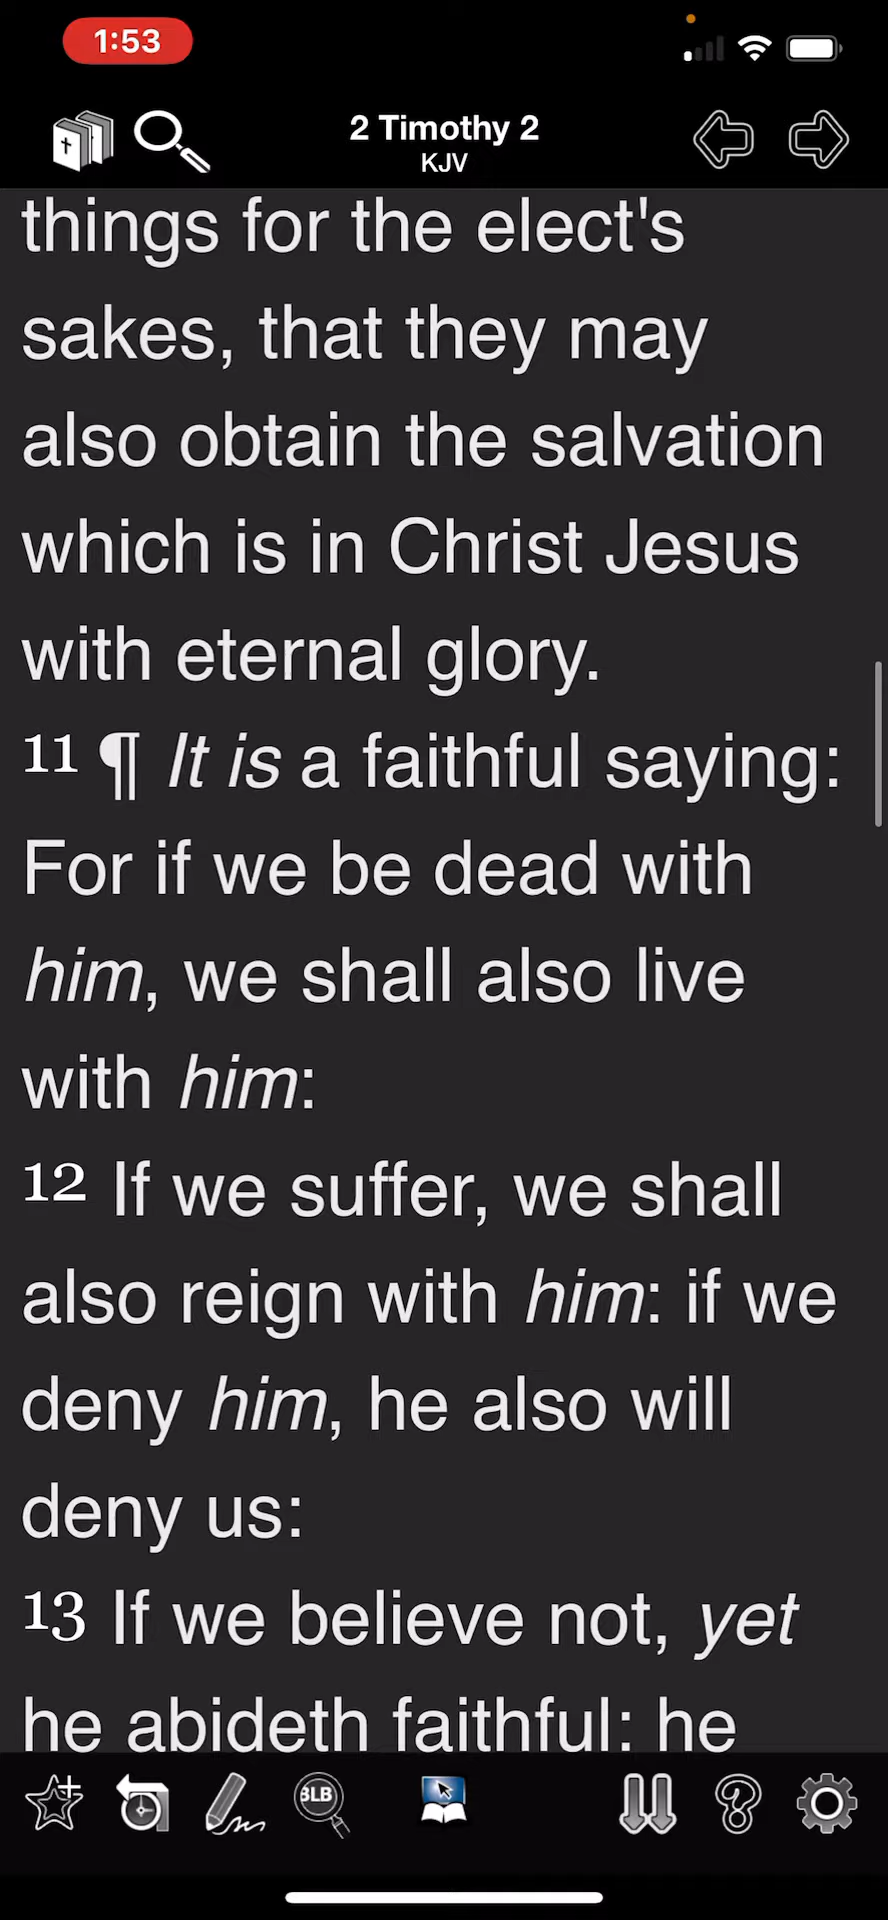 1:53
2 Timothy 2
KJV
things for the elect's
sakes, that they may
also obtain the salvation
which is in Christ Jesus
with eternal glory.
11 ¶ It is a faithful saying:
For if we be dead with
him, we shall also live
with him:
12 If we suffer, we shall
also reign with him: if we
deny him, he also will
deny us:
13 If we believe not, yet
he abideth faithful: he
BLB